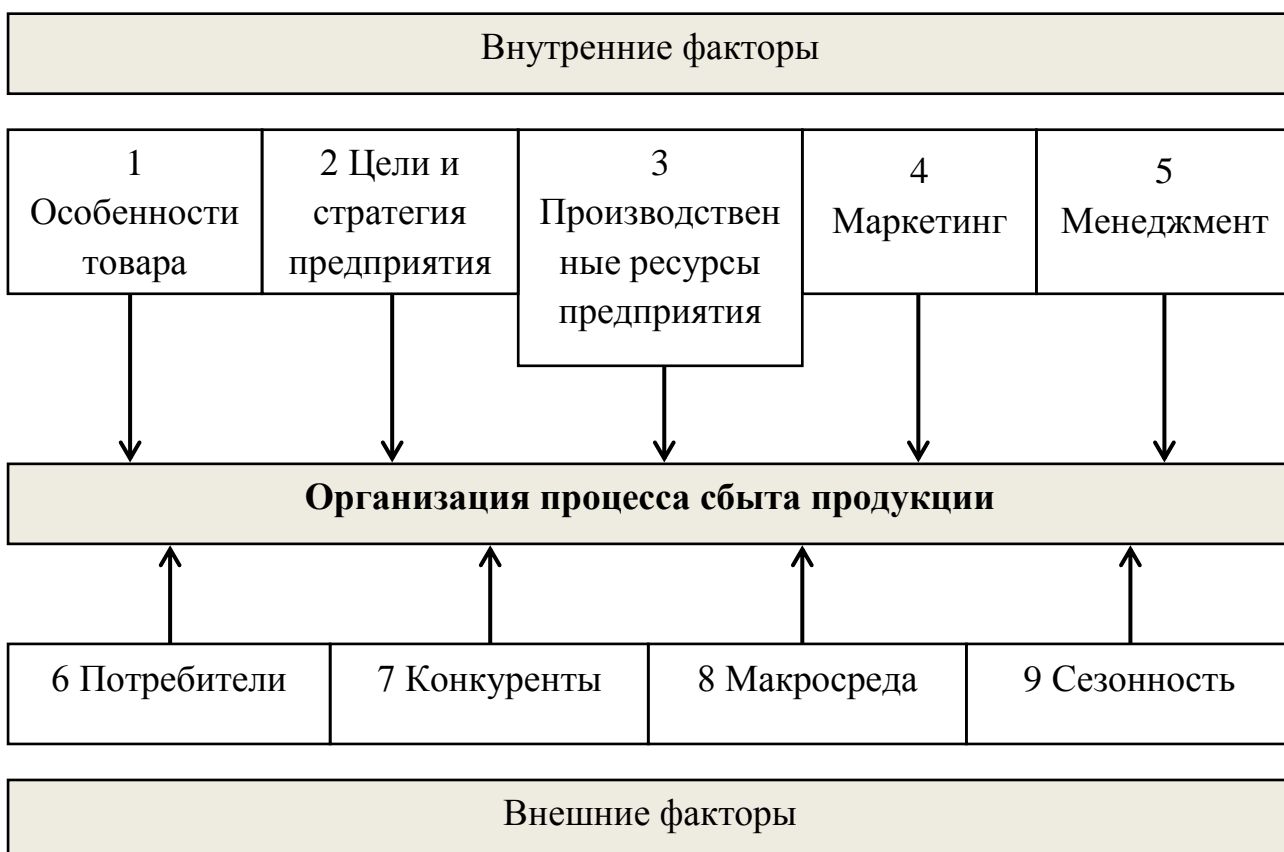 Внутренние факторы
1
Особенности
товара
2 Цели и
стратегия
предприятия
3
Производствен
ные ресурсы
предприятия
4
Маркетинг
5
Менеджмент
Организация процесса сбыта продукции
6 Потребители
7 Конкуренты
8 Макросреда
9 Сезонность
Внешние факторы